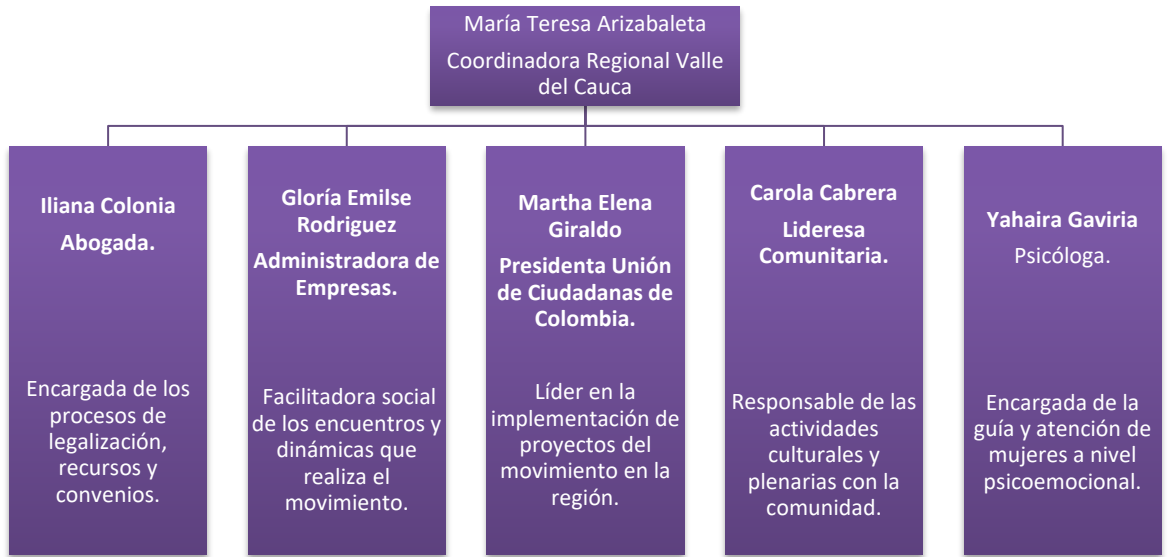 María Teresa Arizabaleta
Coordinadora Regional Valle
del Cauca
Iliana Colonia
Abogada.
Encargada de los
procesos de
legalización,
recursos y
convenios.
Gloría Emilse
Rodriguez
Administradora de
Empresas.
Facilitadora social
de los encuentros y
dinámicas que
realiza el
movimiento.
Martha Elena
Giraldo
Presidenta Unión
de Ciudadanas de
Colombia.
Líder en la
implementación de
proyectos del
movimiento en la
región.
Carola Cabrera
Lideresa
Comunitaria.
Responsable de las
actividades
culturales y
plenarias con la
comunidad.
Yahaira Gaviria
Psicóloga.
Encargada de la
guía y atención de
mujeres a nivel
psicoemocional.